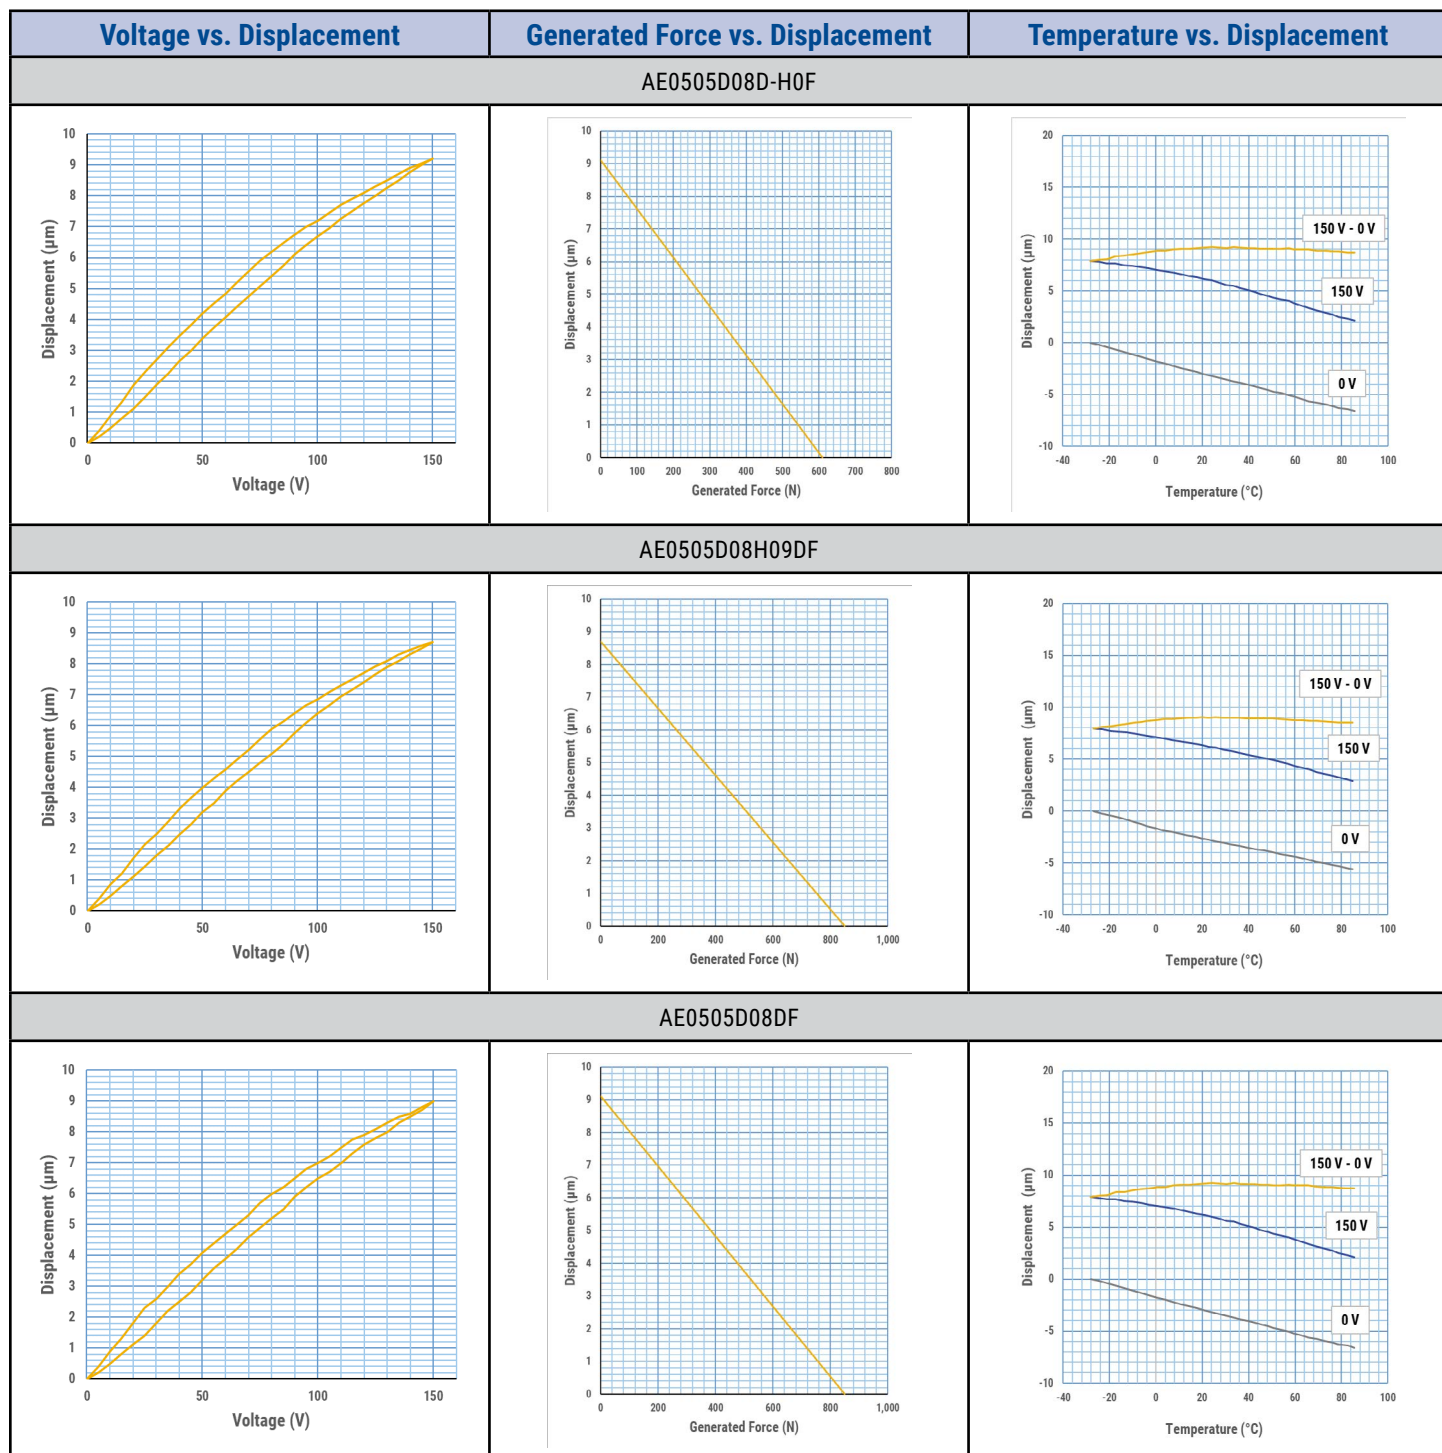 Voltage vs. Displacement
Generated Force vs. Displacement
Temperature vs. Displacement
AE0505D08D-H0F
10
9
8
7
6
5
4
3
2
1
0
Displacement (µm)
0 50 100 150
Voltage (V)
10
9
8
7
6
5
4
3
2
1
0
Displacement (µm)
0 100 200 300 400 500 600 700 800
Generated Force (N)
20
15
10
5
0
-5
-10
Displacement (µm)
150 V - 0 V
150 V
0 V
-40 -20 0 20 40 60 80 100
Temperature (°C)
AE0505D08H09DF
10
9
8
7
6
5
4
3
2
1
0
Displacement (µm)
0 50 100 150
Voltage (V)
10
9
8
7
6
5
4
3
2
1
0
Displacement (µm)
0 200 400 600 800 1,000
Generated Force (N)
20
15
10
5
0
-5
-10
Displacement (µm)
150 V - 0 V
150 V
0 V
-40 -20 0 20 40 60 80 100
Temperature (°C)
AE0505D08DF
10
9
8
7
6
5
4
3
2
1
0
Displacement (µm)
0 50 100 150
Voltage (V)
10
9
8
7
6
5
4
3
2
1
0
Displacement (µm)
0 200 400 600 800 1,000
Generated Force (N)
20
15
10
5
0
-5
-10
Displacement (µm)
150 V - 0 V
150 V
0 V
-40 -20 0 20 40 60 80 100
Temperature (°C)